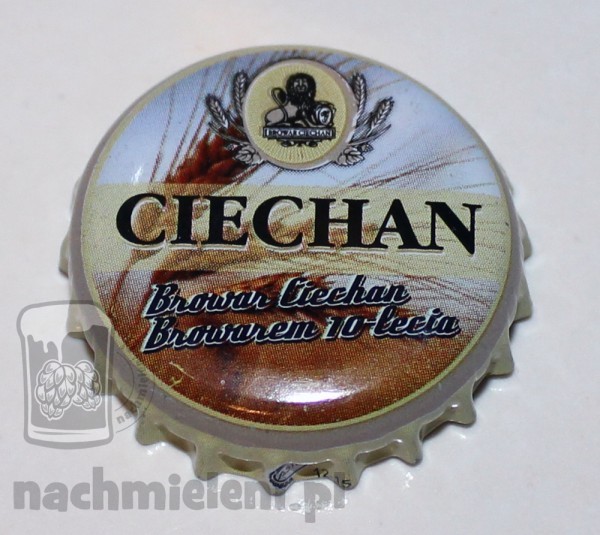 BROWAR CIECHAN
CIECHAN
Browar Ciechan
Browarem 10-lecia
nachmieleni.pl